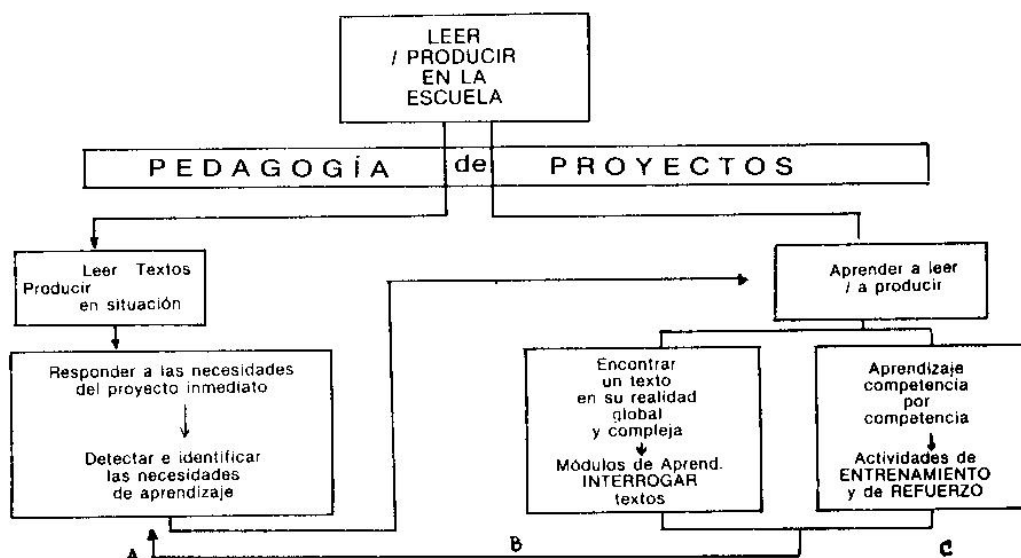 LEER
/ PRODUCIR
EN LA
ESCUELA
PEDAGOGÍA de PROYECTOS
Leer Textos
Producir
en situación
Aprender a leer
/ a producir
Responder a las necesidades
del proyecto inmediato
Detectar e identificar
las necesidades
de aprendizaje
Encontrar
un texto
en su realidad
global
y compleja
Módulos de Aprend.
INTERROGAR
textos
Aprendizaje
competencia
por
competencia
Actividades de
ENTRENAMIENTO
y de REFUERZO
A
B
C